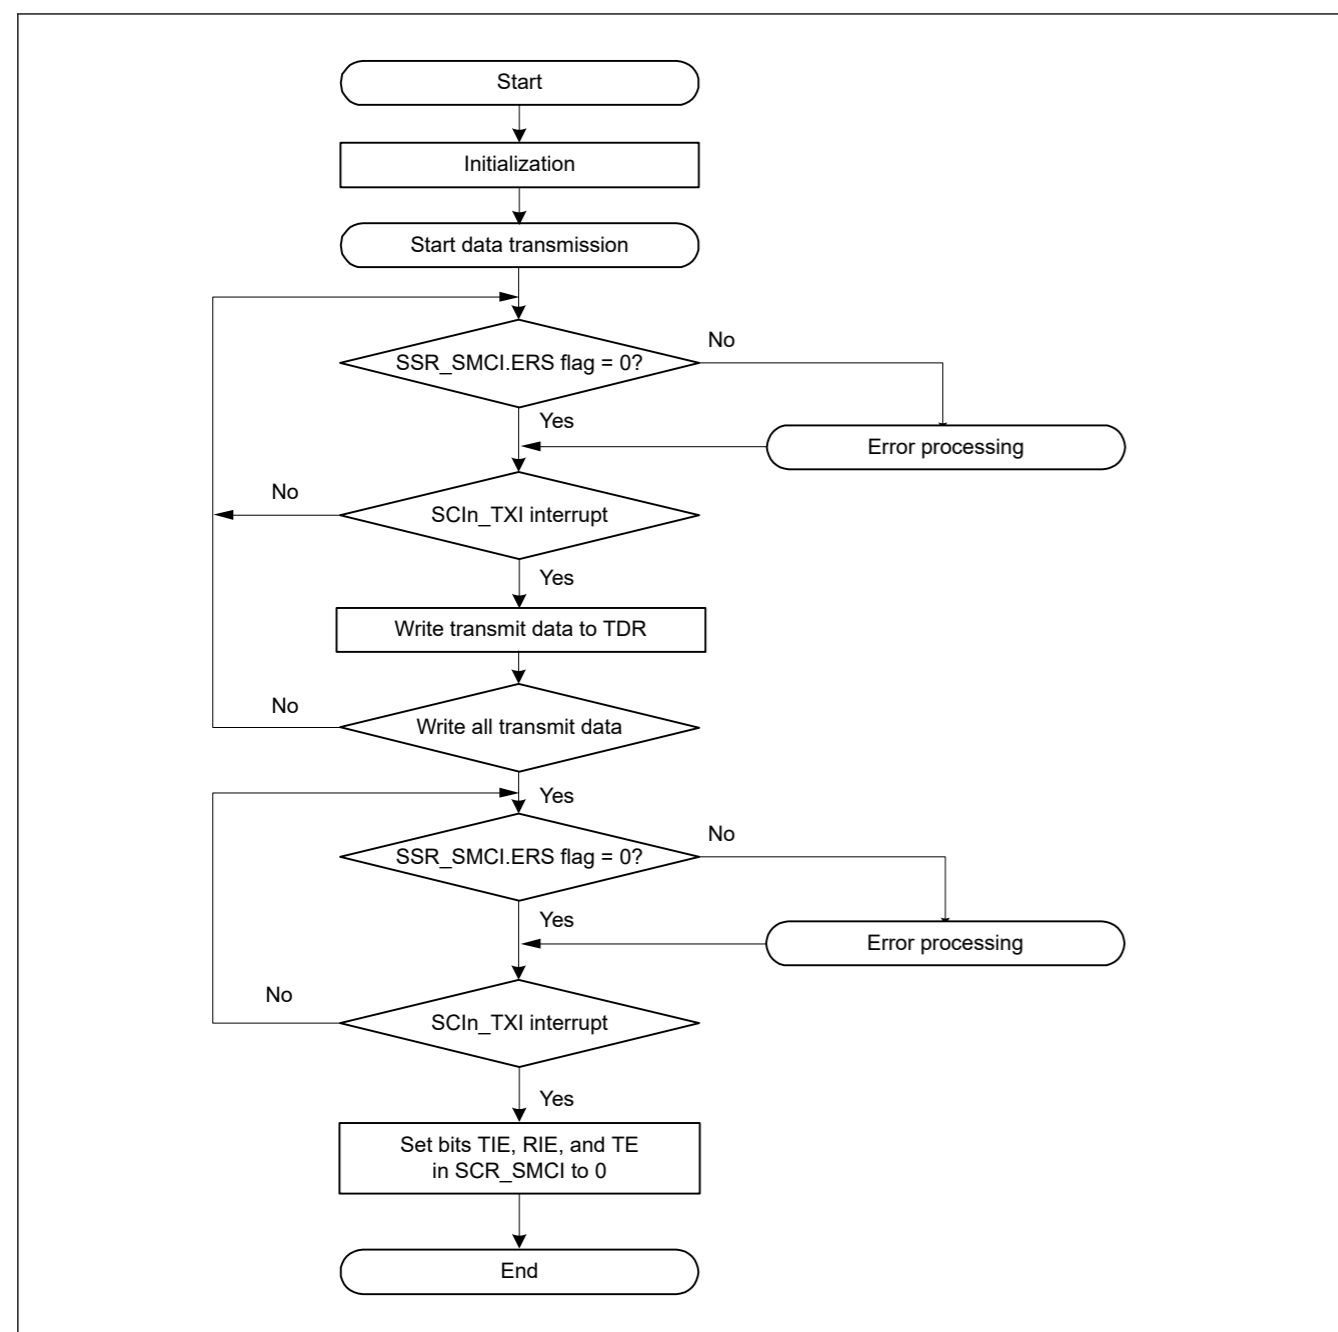 Start
Initialization
Start data transmission
No
SSR_SMCI.ERS flag = 0?
Yes
Error processing
No
SCIn_TXI interrupt
Yes
Write transmit data to TDR
No
Write all transmit data
Yes
No
SSR_SMCI.ERS flag = 0?
Yes
Error processing
No
SCIn_TXI interrupt
Yes
Set bits TIE, RIE, and TE
in SCR_SMCI to 0
End